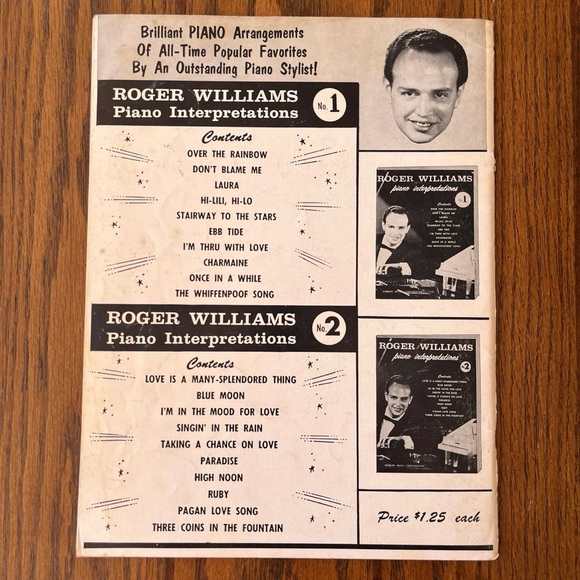 Brilliant PIANO Arrangements
Of All-Time Popular Favorites
By An Outstanding Piano Stylist!
ROGER WILLIAMS
Piano Interpretations
No. 1
Contents
OVER THE RAINBOW
DON'T BLAME ME
LAURA
HI-LILI, HI-LO
STAIRWAY TO THE STARS
EBB TIDE
I'M THRU WITH LOVE
CHARMAINE
ONCE IN A WHILE
THE WHIFFENPOOF SONG
ROGER WILLIAMS
Piano Interpretations
No. 2
Contents
LOVE IS A MANY-SPLENDORED THING
BLUE MOON
I'M IN THE MOOD FOR LOVE
SINGIN' IN THE RAIN
TAKING A CHANCE ON LOVE
PARADISE
HIGH NOON
RUBY
PAGAN LOVE SONG
THREE COINS IN THE FOUNTAIN
ROGER WILLIAMS
piano interpretations
Contents
ROGER WILLIAMS
piano interpretations
Contents
Price $1.25 each